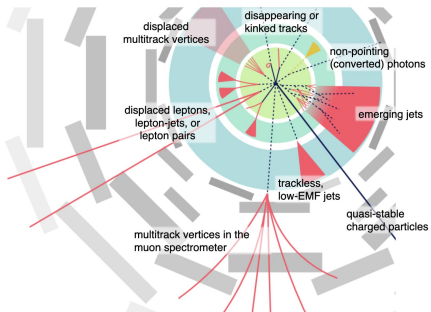 disappearing or
kinked tracks
displaced
multitrack vertices
non-pointing
(converted) photons
emerging jets
displaced leptons,
lepton-jets, or
lepton pairs
trackless,
low-EMF jets
quasi-stable
charged particles
multitrack vertices in the
muon spectrometer